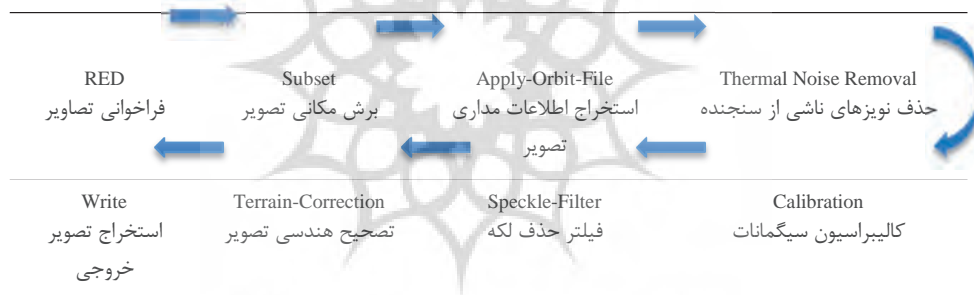 RED
فراخوانی تصاویر
Subset
برش مکانی تصویر
Apply-Orbit-File
استخراج اطلاعات مداری
تصویر
Thermal Noise Removal
حذف نویزهای ناشی از سنجنده
Write
استخراج تصویر
خروجی
Terrain-Correction
تصحیح هندسی تصویر
Speckle-Filter
فیلتر حذف لکه
Calibration
کالیبراسیون سیگمانات